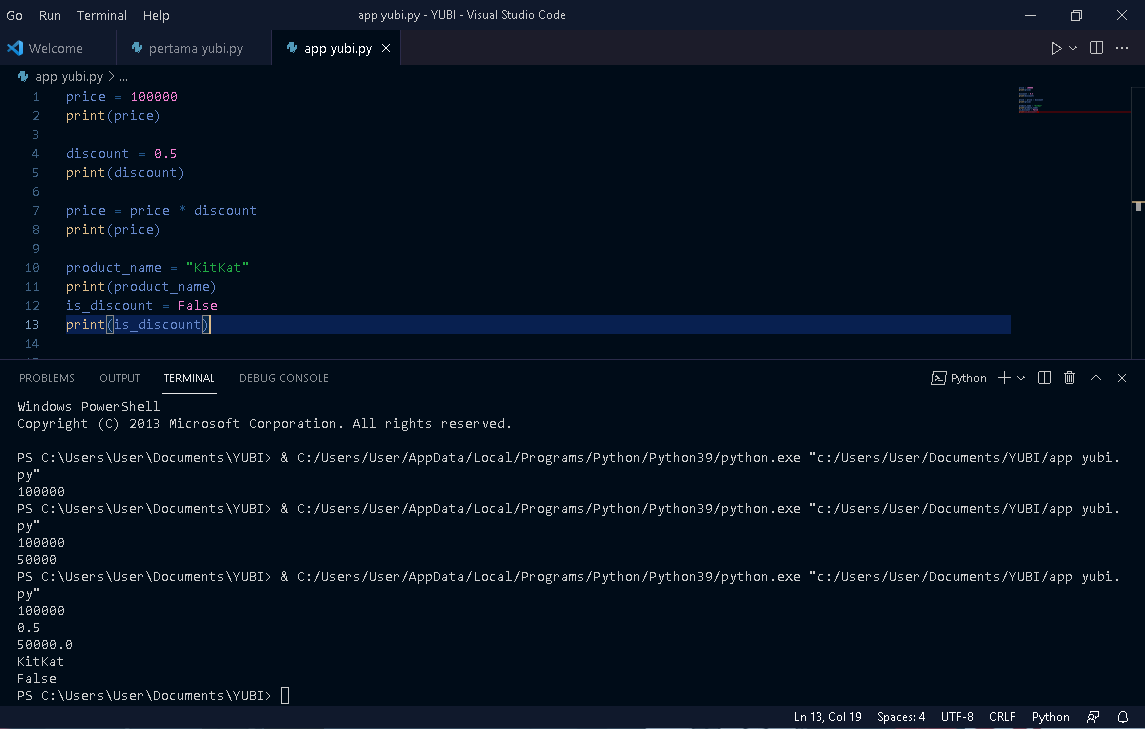 Go Run Terminal Help app yubi.py - YUBI - Visual Studio Code
Welcome pertama yubi.py app yubi.py
app yubi.py > ...
1 price = 100000
2 print(price)
3
4 discount = 0.5
5 print(discount)
6
7 price = price * discount
8 print(price)
9
10 product_name = "KitKat"
11 print(product_name)
12 is_discount = False
13 print(is_discount)
14
PROBLEMS OUTPUT TERMINAL DEBUG CONSOLE Python
Windows PowerShell
Copyright (C) 2013 Microsoft Corporation. All rights reserved.
PS C:\Users\User\Documents\YUBI> & C:/Users/User/AppData/Local/Programs/Python/Python39/python.exe "c:/Users/User/Documents/YUBI/app yubi.
py"
100000
PS C:\Users\User\Documents\YUBI> & C:/Users/User/AppData/Local/Programs/Python/Python39/python.exe "c:/Users/User/Documents/YUBI/app yubi.
py"
100000
50000
PS C:\Users\User\Documents\YUBI> & C:/Users/User/AppData/Local/Programs/Python/Python39/python.exe "c:/Users/User/Documents/YUBI/app yubi.
py"
100000
0.5
50000.0
KitKat
False
PS C:\Users\User\Documents\YUBI>
Ln 13, Col 19 Spaces: 4 UTF-8 CRLF Python